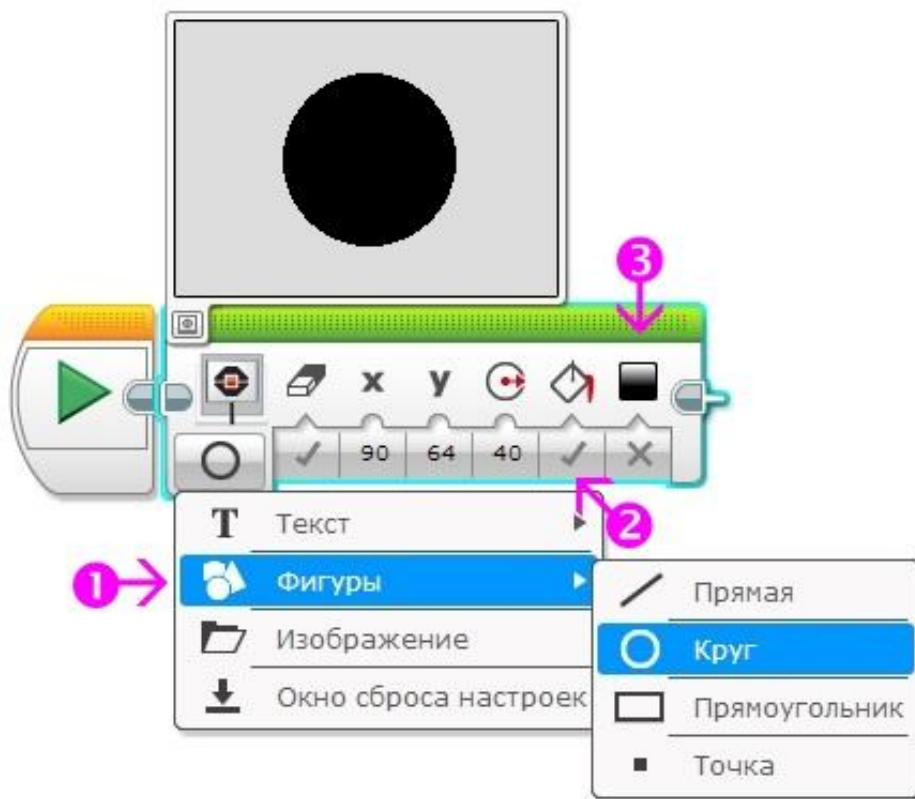 3
x y
90 64 40
2
T Текст
1
Фигуры
Изображение
Окно сброса настроек
Прямая
Круг
Прямоугольник
Точка